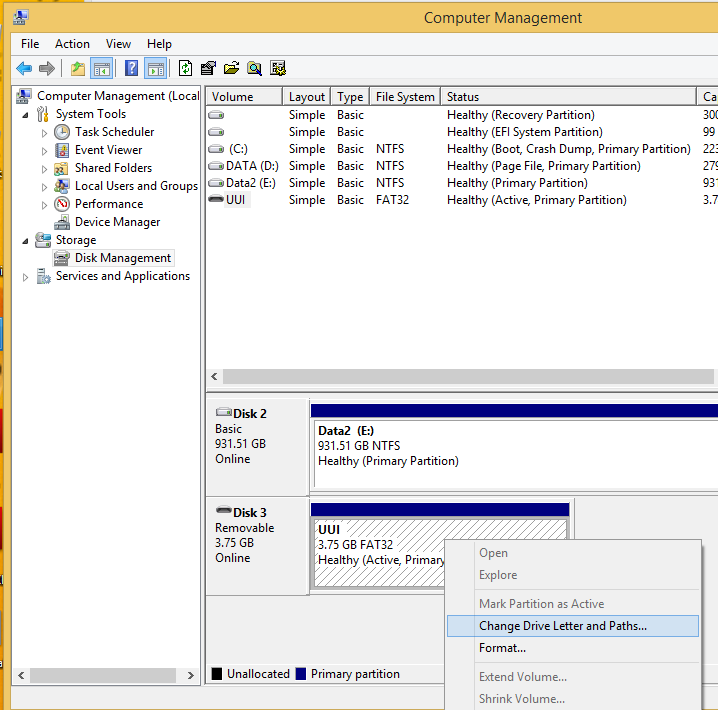 Computer Management
File Action View Help
Computer Management (Local
System Tools
Task Scheduler
Event Viewer
Shared Folders
Local Users and Groups
Performance
Device Manager
Storage
Disk Management
Services and Applications
Volume Layout Type File System Status Ca
Simple Basic Healthy (Recovery Partition) 300
Simple Basic Healthy (EFI System Partition) 99
(C:) Simple Basic NTFS Healthy (Boot, Crash Dump, Primary Partition) 223
DATA (D:) Simple Basic NTFS Healthy (Page File, Primary Partition) 279
Data2 (E:) Simple Basic NTFS Healthy (Primary Partition) 931
UUI Simple Basic FAT32 Healthy (Active, Primary Partition) 3.7
Disk 2
Basic
931.51 GB
Online
Data2 (E:)
931.51 GB NTFS
Healthy (Primary Partition)
Disk 3
Removable
3.75 GB
Online
UUI
3.75 GB FAT32
Healthy (Active, Primary
Open
Explore
Mark Partition as Active
Change Drive Letter and Paths...
Format...
Extend Volume...
Shrink Volume...
Unallocated Primary partition